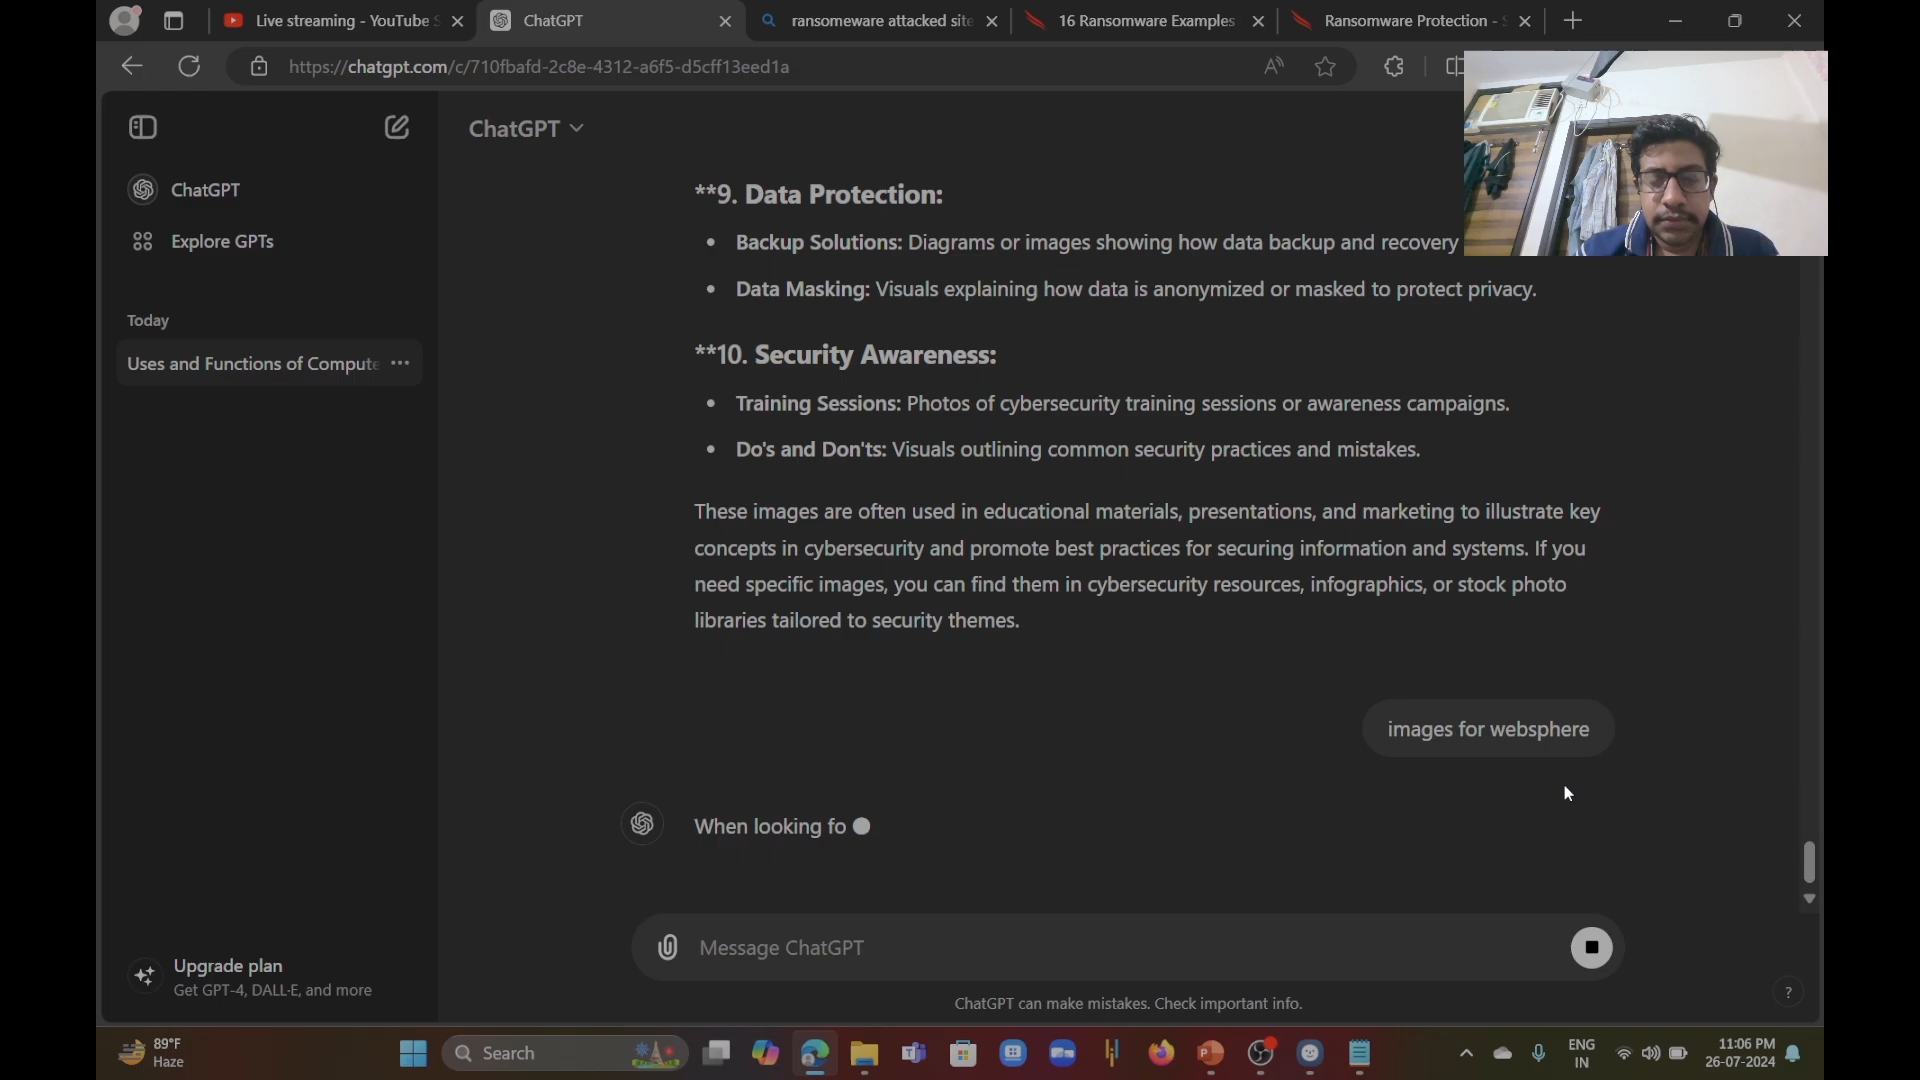 Live streaming - YouTube S
ChatGPT
ransomeware attacked site
16 Ransomware Examples
Ransomware Protection - S
https://chatgpt.com/c/710fbafd-2c8e-4312-a6f5-d5cff13eed1a
ChatGPT
ChatGPT
Explore GPTs
Today
Uses and Functions of Compute
Upgrade plan
Get GPT-4, DALL·E, and more
**9. Data Protection:
• Backup Solutions: Diagrams or images showing how data backup and recovery
• Data Masking: Visuals explaining how data is anonymized or masked to protect privacy.
**10. Security Awareness:
• Training Sessions: Photos of cybersecurity training sessions or awareness campaigns.
• Do's and Don'ts: Visuals outlining common security practices and mistakes.
These images are often used in educational materials, presentations, and marketing to illustrate key
concepts in cybersecurity and promote best practices for securing information and systems. If you
need specific images, you can find them in cybersecurity resources, infographics, or stock photo
libraries tailored to security themes.
images for websphere
When looking fo
Message ChatGPT
ChatGPT can make mistakes. Check important info.
?
89°F
Haze
Search
ENG
IN
11:06 PM
26-07-2024